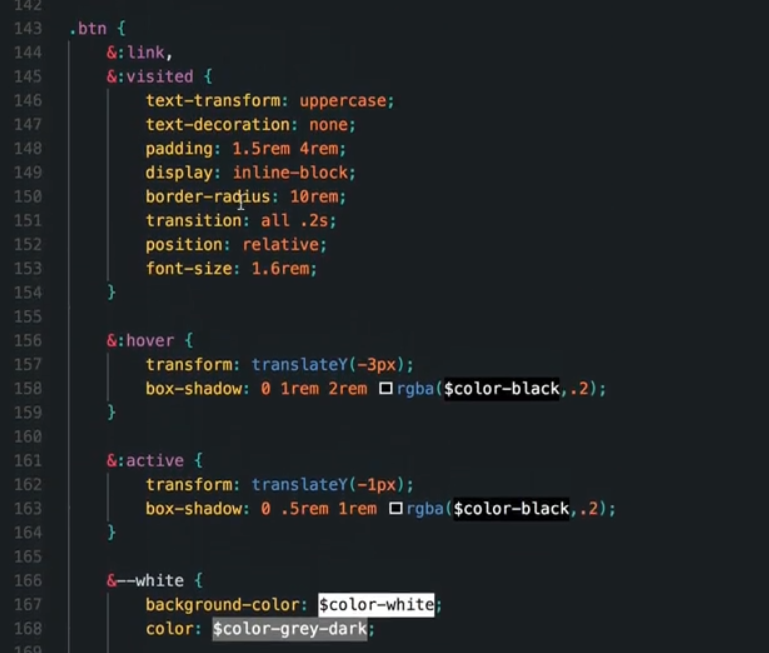 142
143 .btn {
144 &:link,
145 &:visited {
146 text-transform: uppercase;
147 text-decoration: none;
148 padding: 1.5rem 4rem;
149 display: inline-block;
150 border-radius: 10rem;
151 transition: all .2s;
152 position: relative;
153 font-size: 1.6rem;
154 }
155
156 &:hover {
157 transform: translateY(-3px);
158 box-shadow: 0 1rem 2rem rgba($color-black,.2);
159 }
160
161 &:active {
162 transform: translateY(-1px);
163 box-shadow: 0 .5rem 1rem rgba($color-black,.2);
164 }
165
166 &--white {
167 background-color: $color-white;
168 color: $color-grey-dark;
169